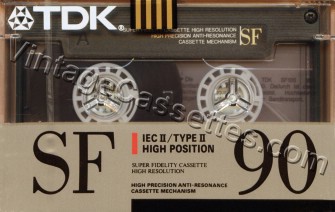 TDK
SUPER CASSETTE HIGH RESOLUTION
HIGH PRECISION ANTI-RESONANCE
CASSETTE MECHANISM
SF
A
Vintagecassettes.com
SF
IEC II/TYPE II
HIGH POSITION
SUPER FIDELITY CASSETTE
HIGH RESOLUTION
HIGH PRECISION ANTI-RESONANCE
CASSETTE MECHANISM
90